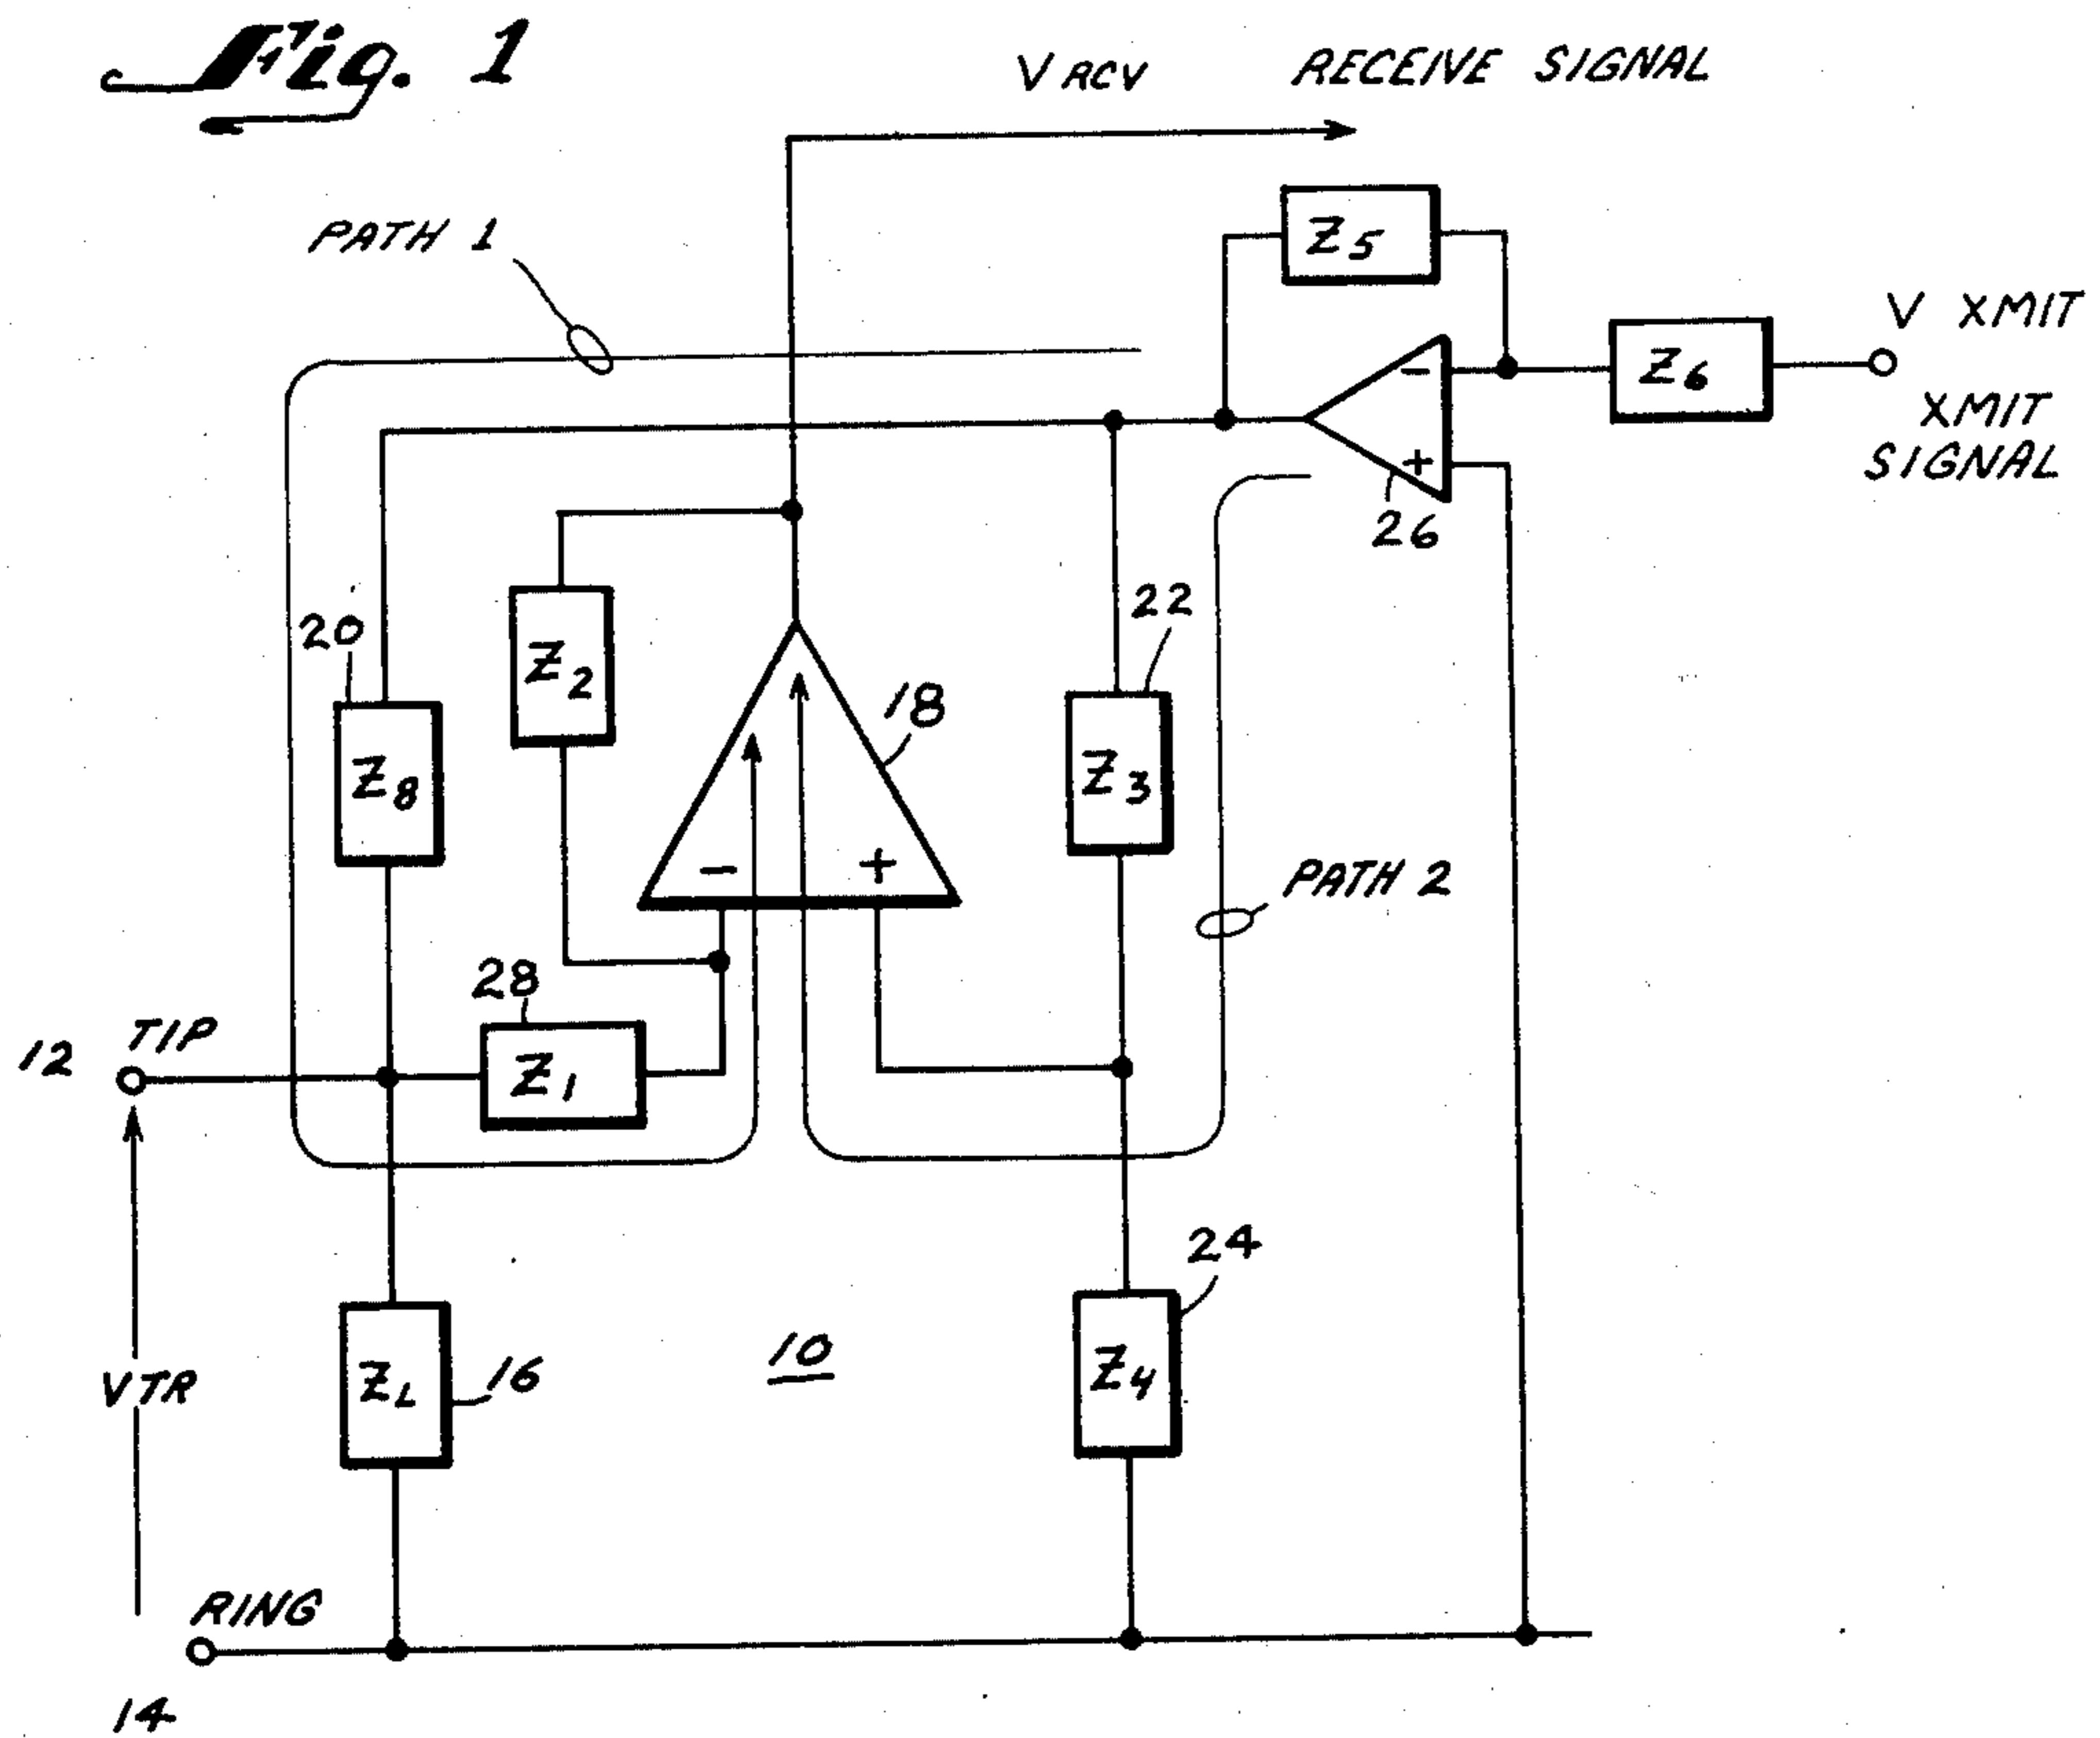 Fig. 1
V RCV RECEIVE SIGNAL
PATH 1
Z5
V XMIT
Z6
XMIT
SIGNAL
-
+
26
20
Z2
22
18
Z8
Z3
-
+
PATH 2
28
12 TIP
Z1
24
10
ZL
16
Z4
VTR
RING
14